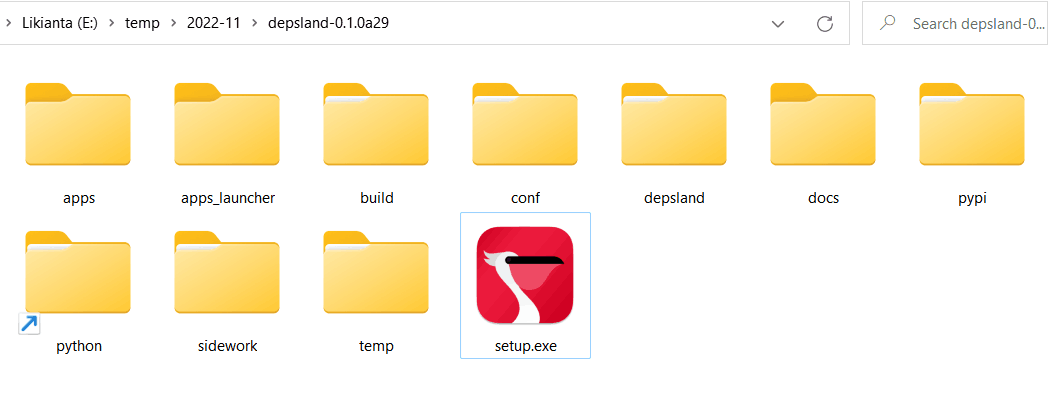 Likianta (E:) > temp > 2022-11 > depsland-0.1.0a29
Search depsland-0...
apps apps_launcher build conf depsland docs pypi
python sidework temp setup.exe